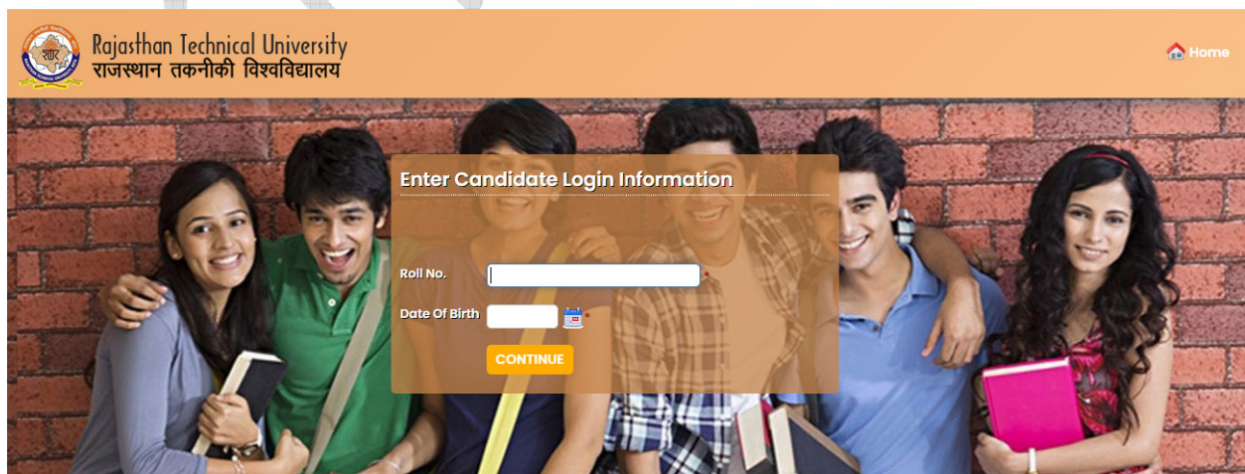 Rajasthan Technical University
राजस्थान तकनीकी विश्वविद्यालय
Home
Enter Candidate Login Information
Roll No.
Date Of Birth
CONTINUE